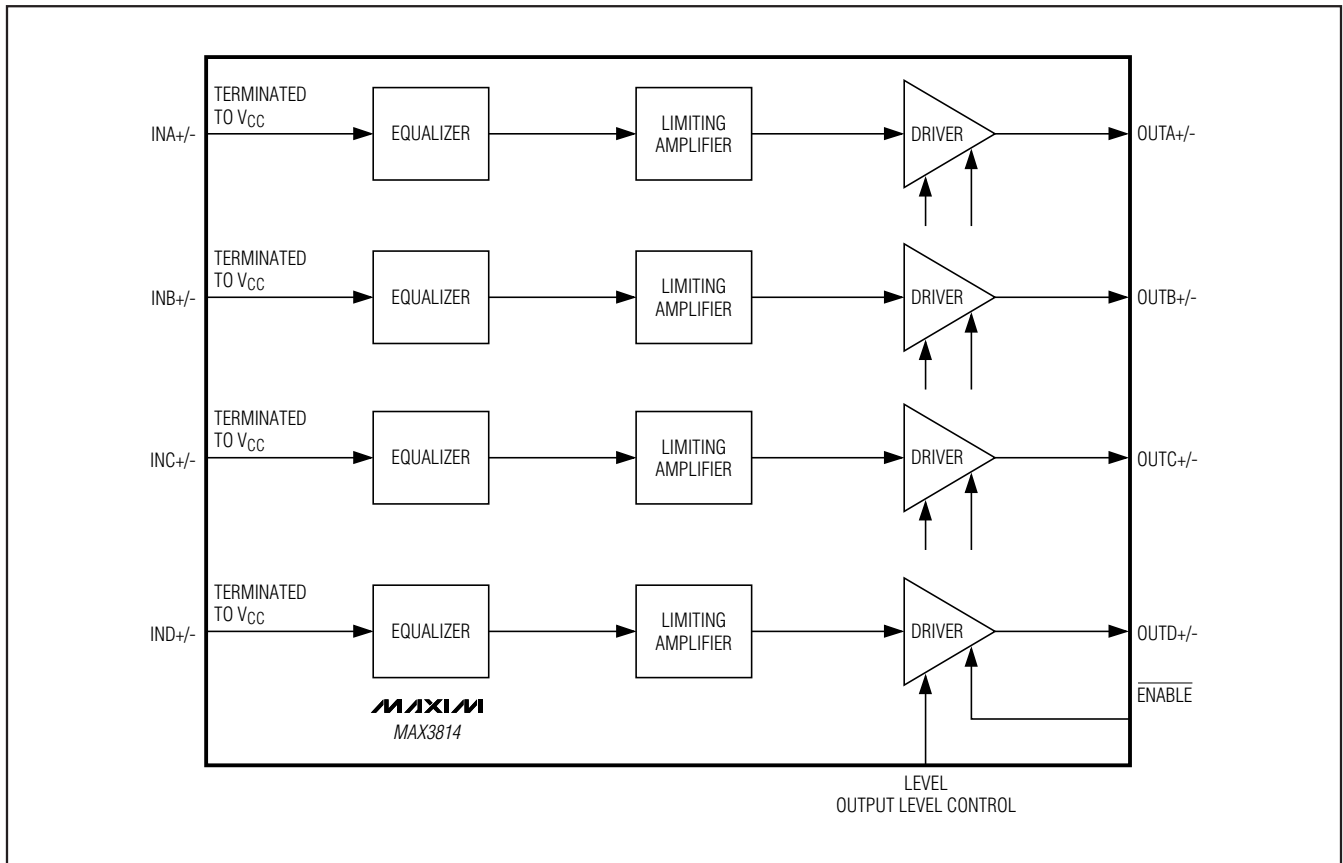 TERMINATED
TO VCC
INA+/-
EQUALIZER
LIMITING
AMPLIFIER
DRIVER
OUTA+/-
TERMINATED
TO VCC
INB+/-
EQUALIZER
LIMITING
AMPLIFIER
DRIVER
OUTB+/-
TERMINATED
TO VCC
INC+/-
EQUALIZER
LIMITING
AMPLIFIER
DRIVER
OUTC+/-
TERMINATED
TO VCC
IND+/-
EQUALIZER
LIMITING
AMPLIFIER
DRIVER
OUTD+/-
ENABLE
MAXIM
MAX3814
LEVEL
OUTPUT LEVEL CONTROL